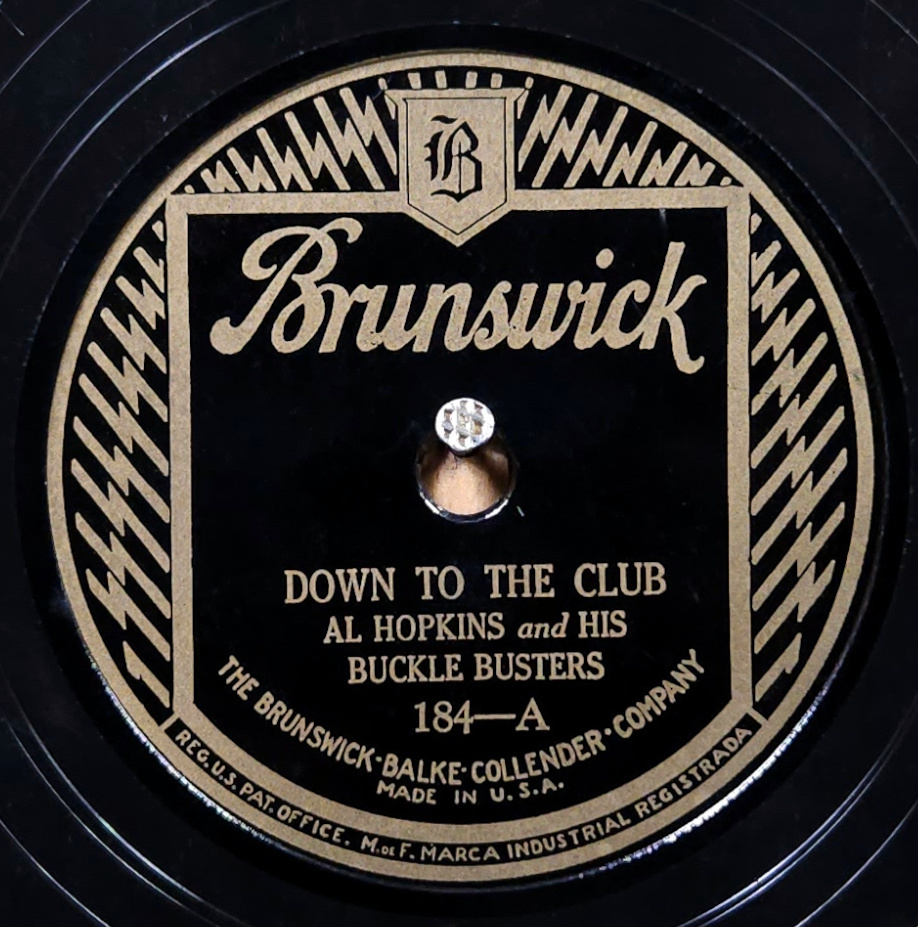 B
Brunswick
DOWN TO THE CLUB
AL HOPKINS and HIS
BUCKLE BUSTERS
184—A
THE BRUNSWICK·BALKE·COLLENDER·COMPANY
MADE IN U.S.A.
REG. U.S. PAT. OFFICE. M. DE F. MARCA INDUSTRIAL REGISTRADA